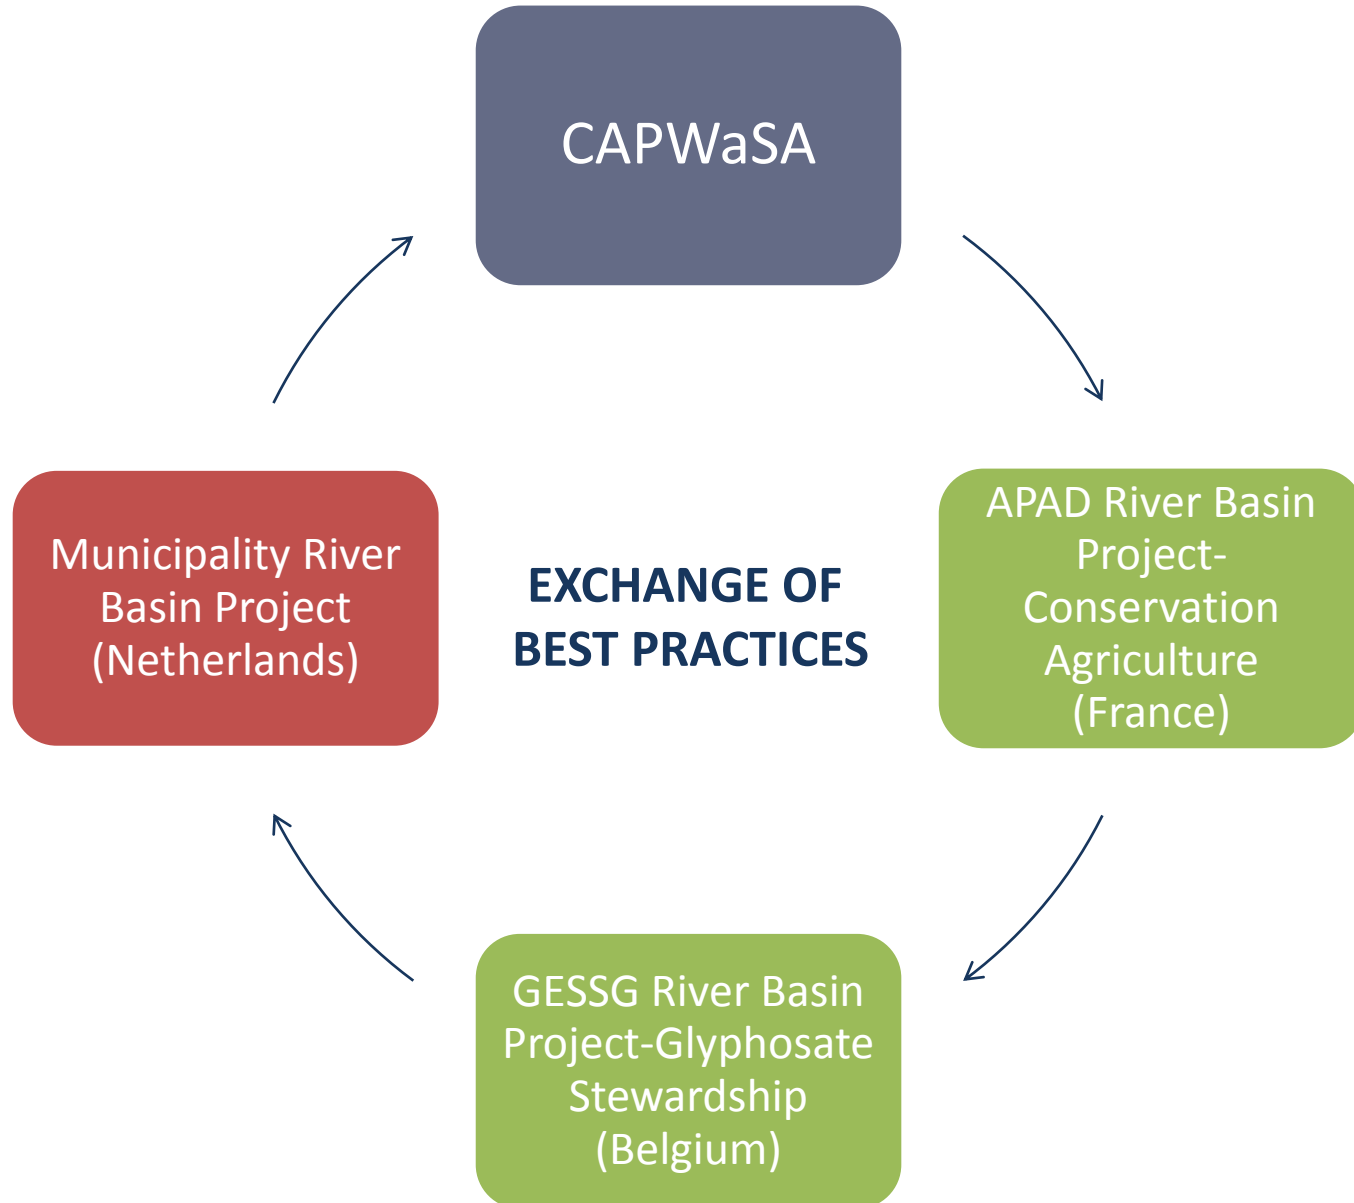 CAPWaSA
Municipality River
Basin Project
(Netherlands)
EXCHANGE OF
BEST PRACTICES
APAD River Basin
Project-
Conservation
Agriculture
(France)
GESSG River Basin
Project-Glyphosate
Stewardship
(Belgium)